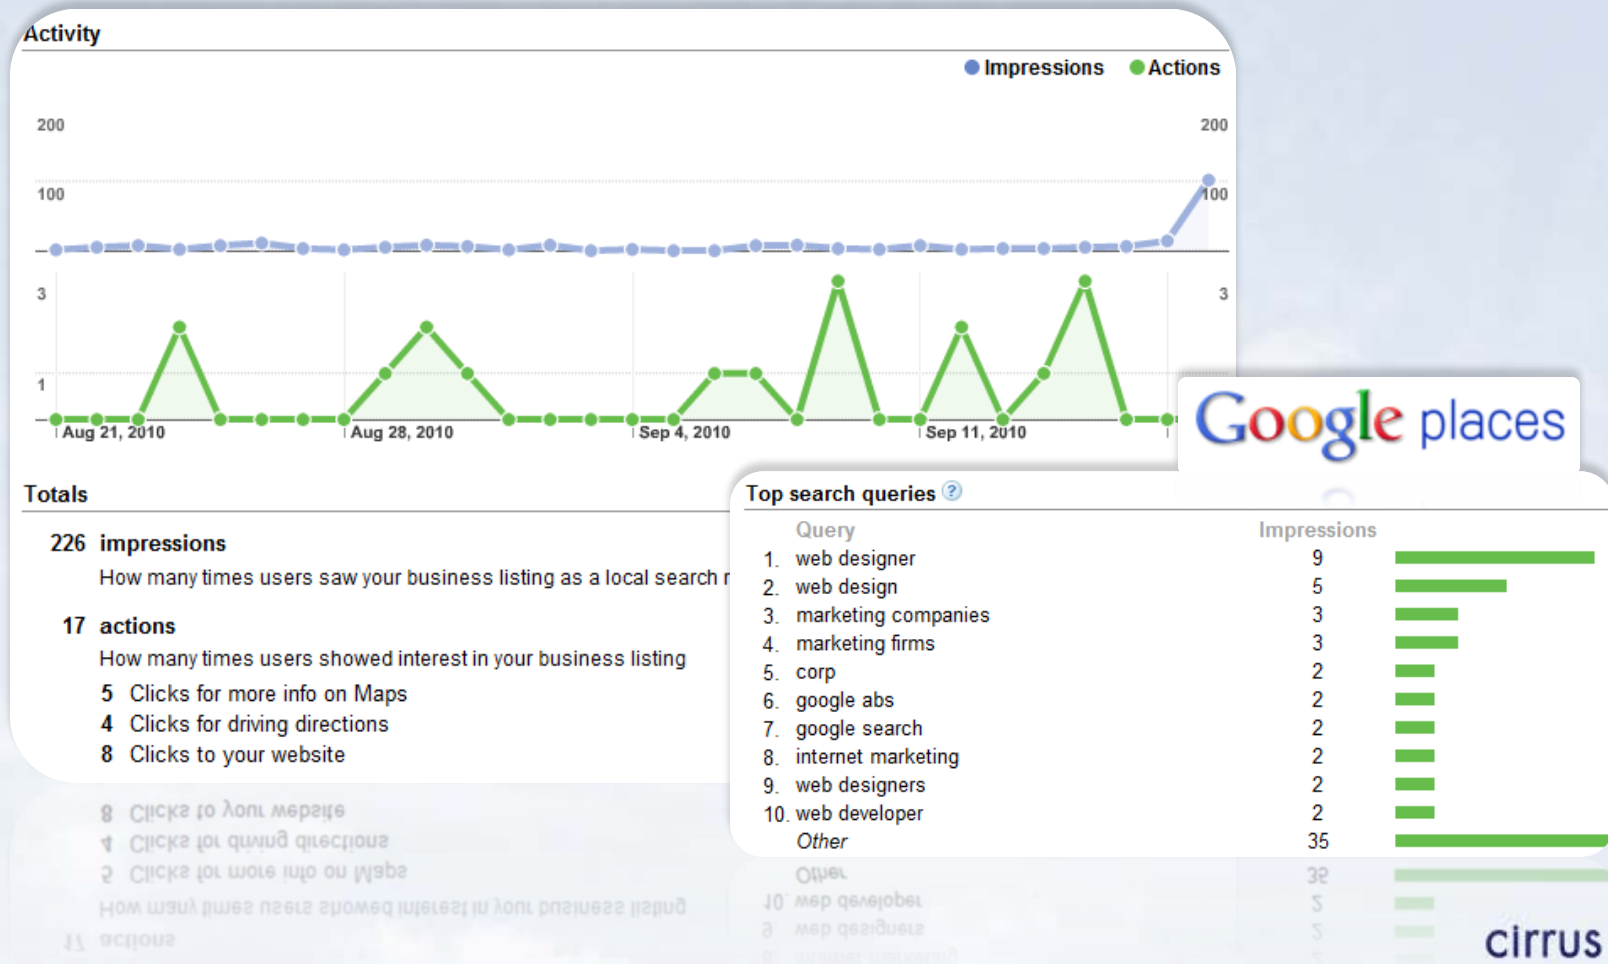 Activity
Impressions Actions
200 200
100 100
3 3
1
Aug 21, 2010 Aug 28, 2010 Sep 4, 2010 Sep 11, 2010
Google places
Totals
226 impressions
How many times users saw your business listing as a local search r
17 actions
How many times users showed interest in your business listing
5 Clicks for more info on Maps
4 Clicks for driving directions
8 Clicks to your website
Top search queries ?
Query Impressions
1. web designer 9
2. web design 5
3. marketing companies 3
4. marketing firms 3
5. corp 2
6. google abs 2
7. google search 2
8. internet marketing 2
9. web designers 2
10. web developer 2
Other 35
cirrus